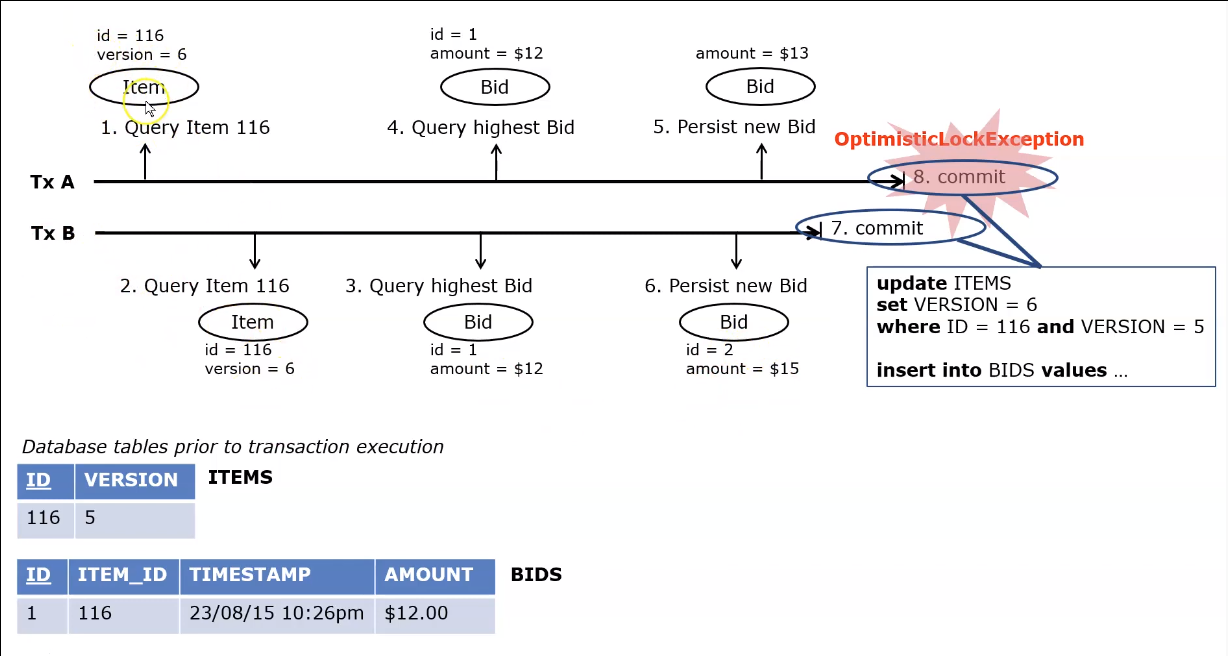 id = 116
version = 6
Item
1. Query Item 116
id = 1
amount = $12
Bid
4. Query highest Bid
amount = $13
Bid
5. Persist new Bid
OptimisticLockException
Tx A
8. commit
Tx B
7. commit
2. Query Item 116
Item
id = 116
version = 6
3. Query highest Bid
Bid
id = 1
amount = $12
6. Persist new Bid
Bid
id = 2
amount = $15
update ITEMS
set VERSION = 6
where ID = 116 and VERSION = 5
insert into BIDS values ...
Database tables prior to transaction execution
ID VERSION ITEMS
116 5
ID ITEM_ID TIMESTAMP AMOUNT BIDS
1 116 23/08/15 10:26pm $12.00